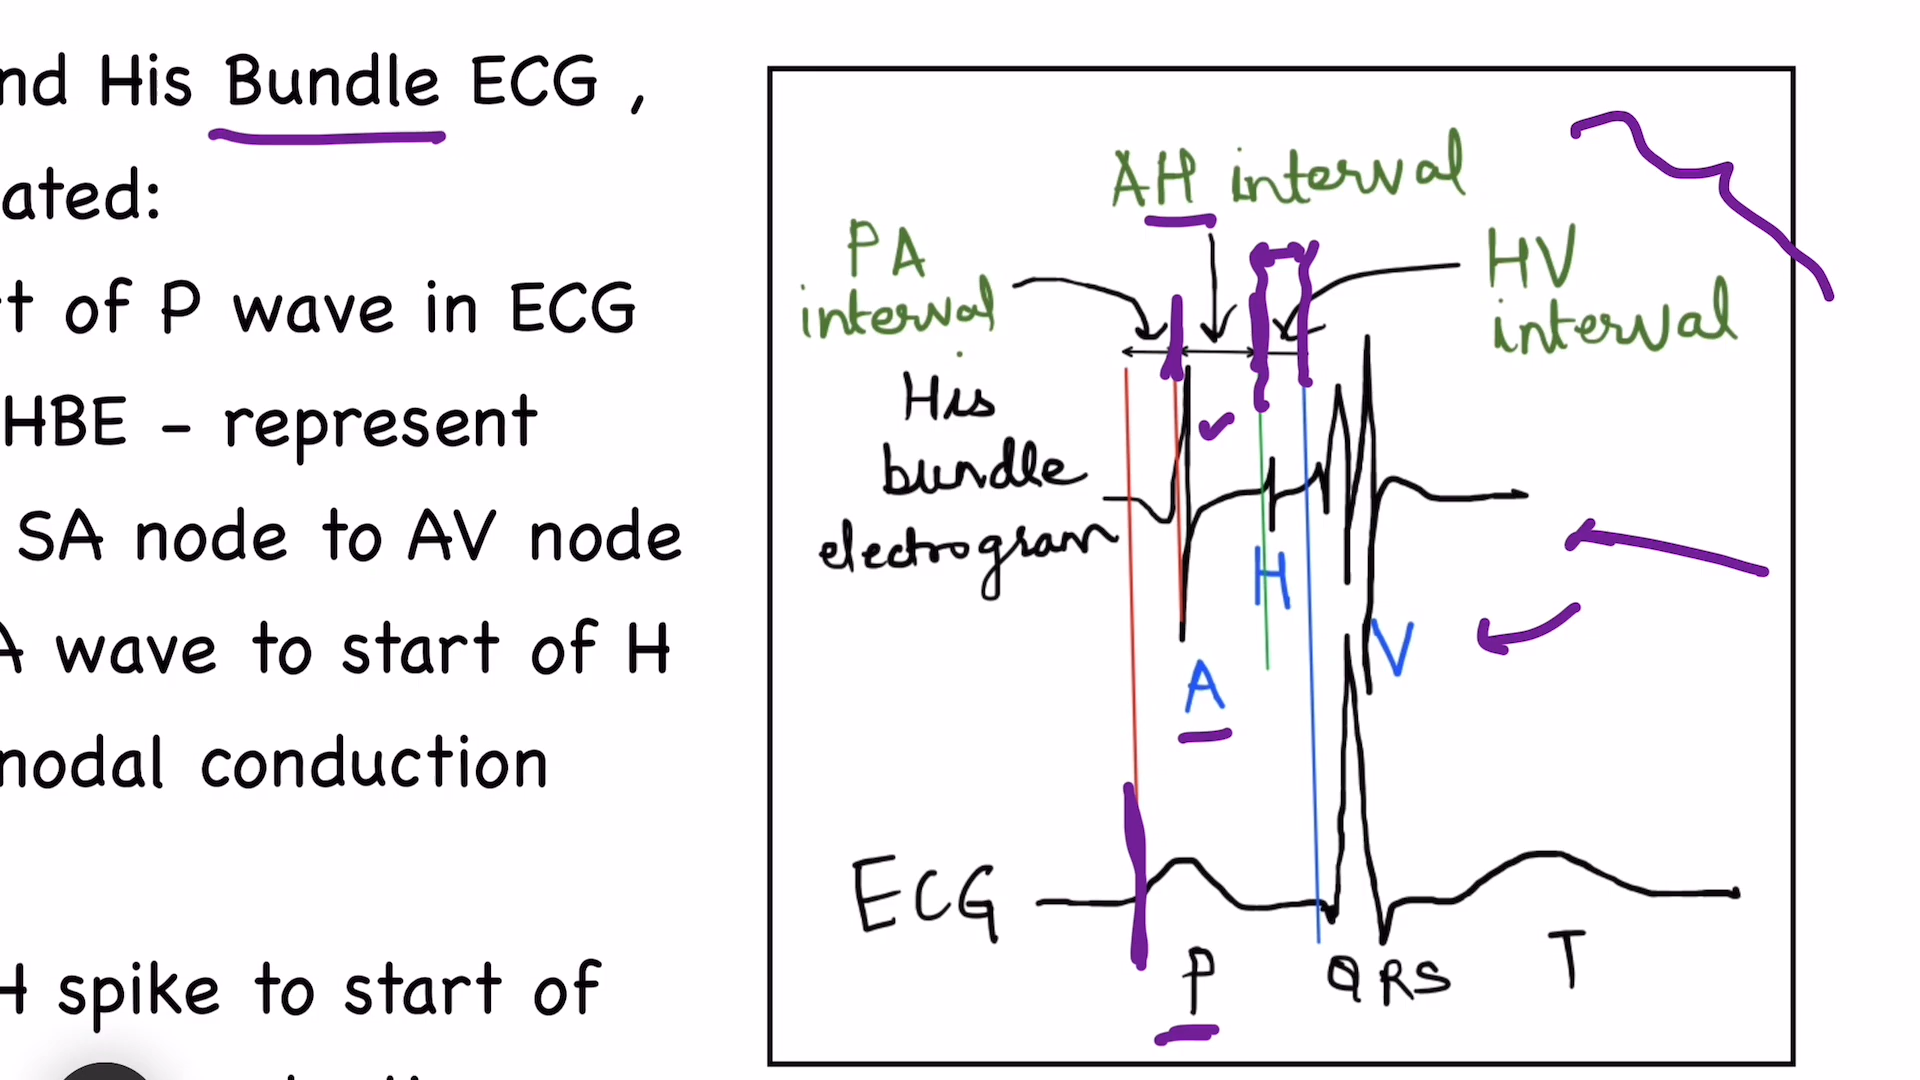 nd His Bundle ECG ,
ated:
t of P wave in ECG
HBE - represent
SA node to AV node
A wave to start of H
nodal conduction
H spike to start of
AH interval
PA
interval
HV
interval
His
bundle
electrogram
H
A
V
ECG
P
QRS
T